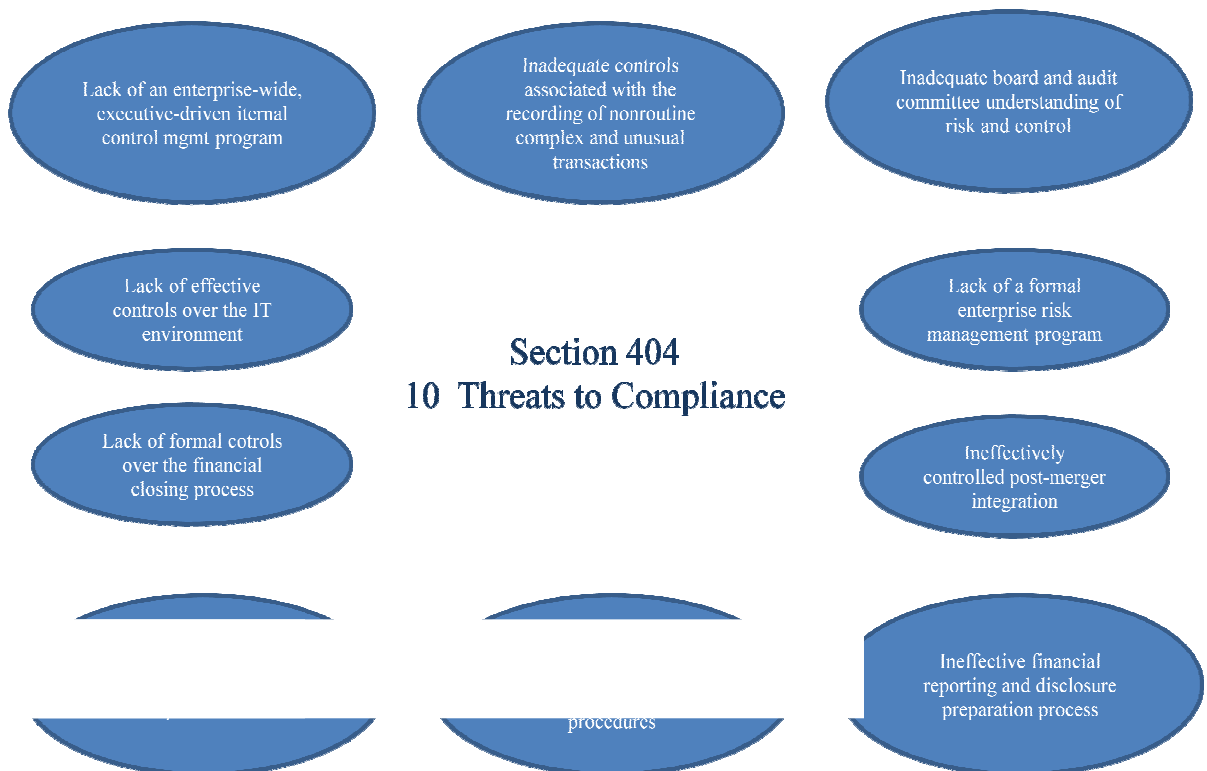 Lack of an enterprise-wide,
executive-driven iternal
control mgmt program
Inadequate controls
associated with the
recording of nonroutine
complex and unusual
transactions
Inadequate board and audit
committee understanding of
risk and control
Lack of effective
controls over the IT
environment
Lack of a formal
enterprise risk
management program
Section 404
10 Threats to Compliance
Lack of formal cotrols
over the financial
closing process
Ineffectively
controlled post-merger
integration
procedures
Ineffective financial
reporting and disclosure
preparation process